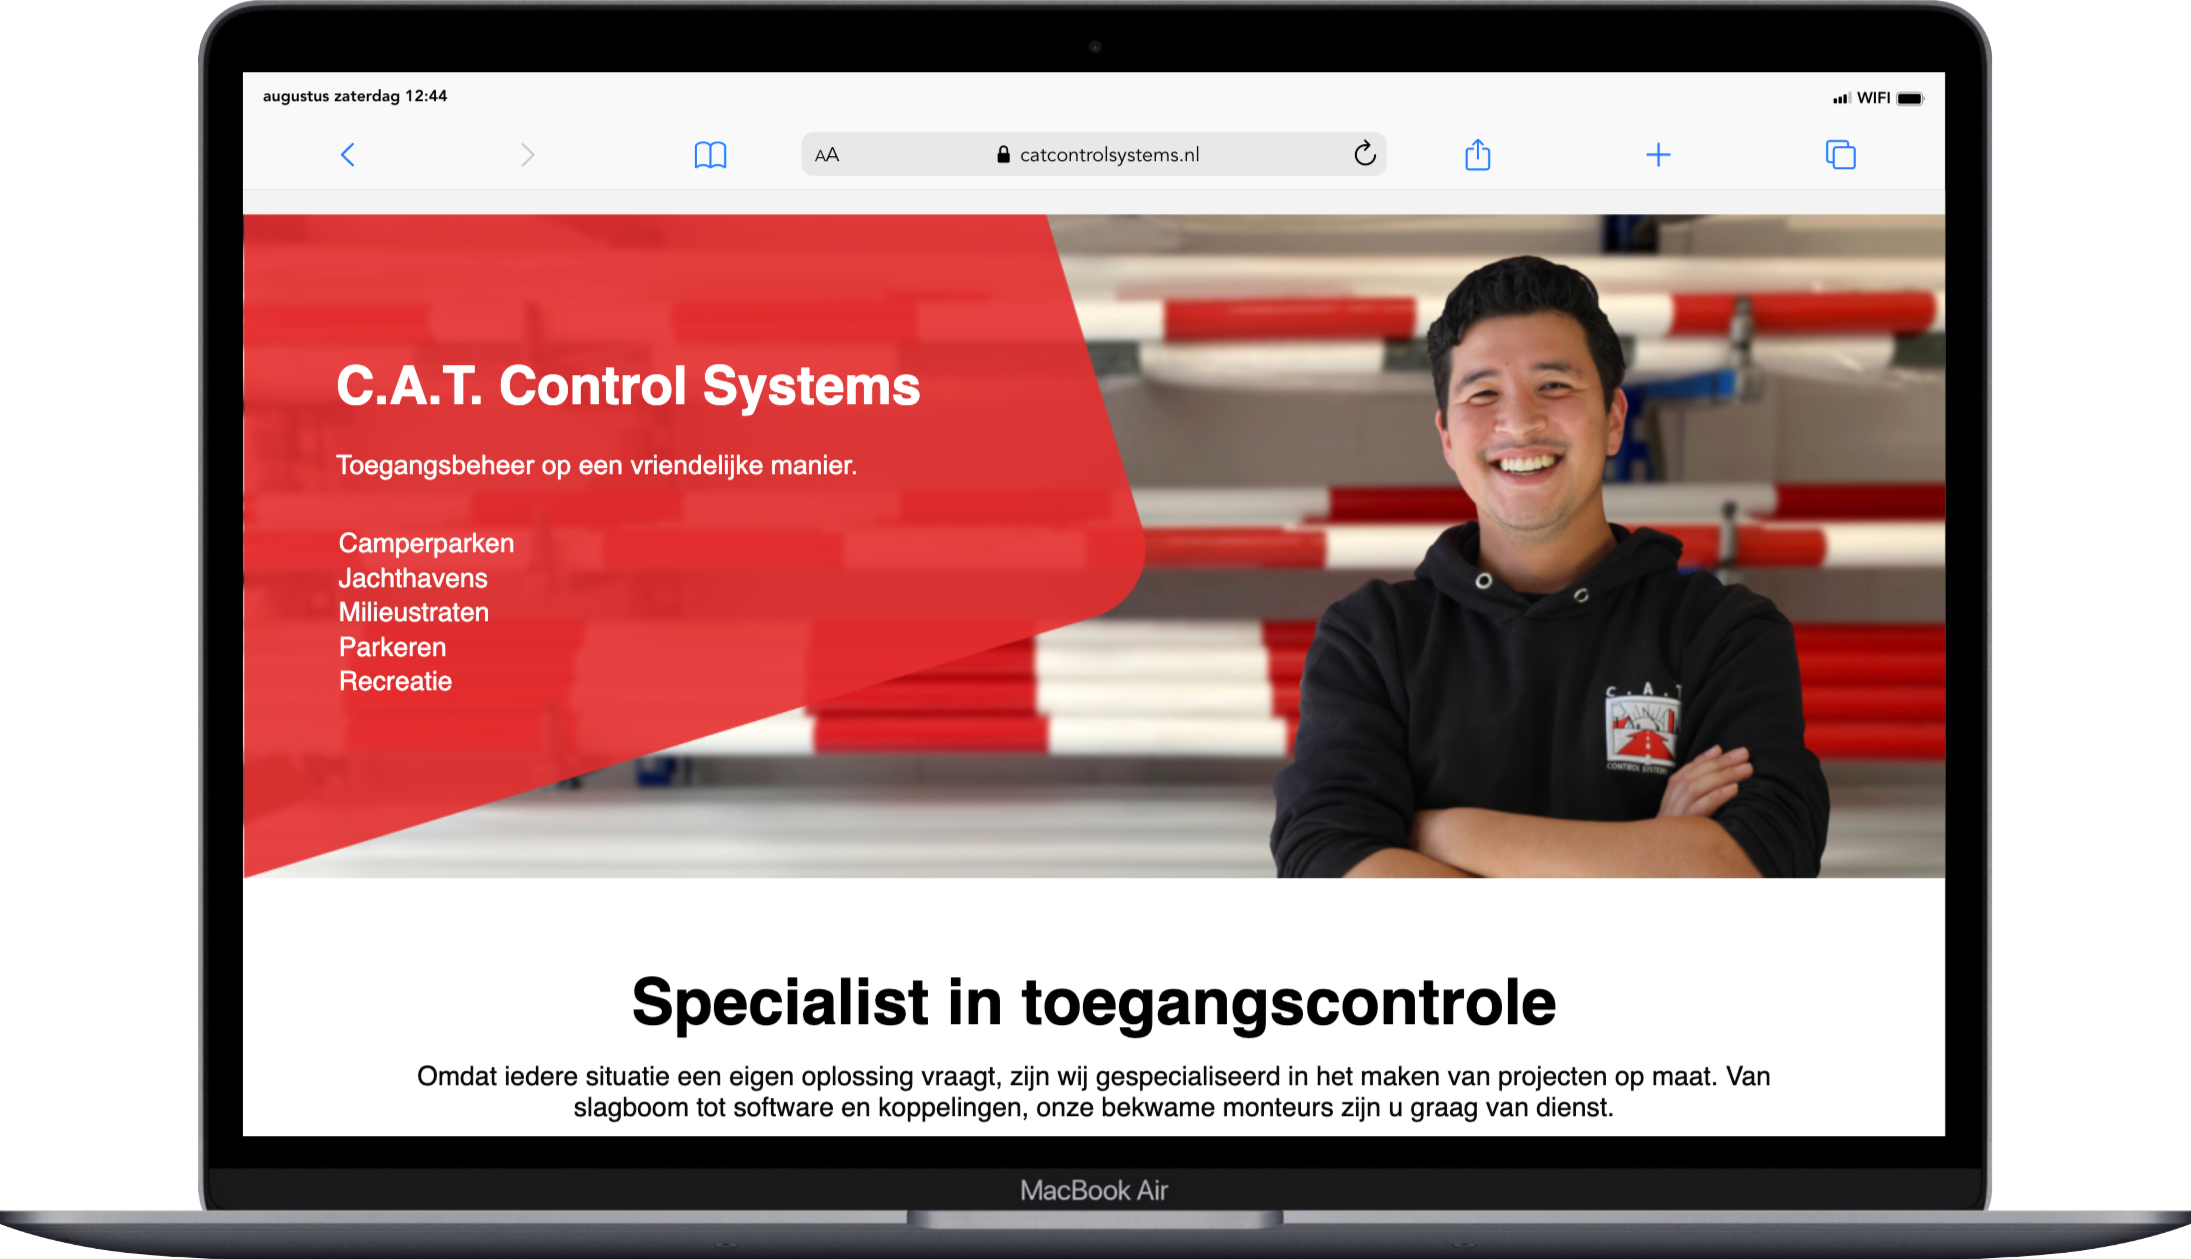 augustus zaterdag 12:44
WIFI
AA
catcontrolsystems.nl
C.A.T. Control Systems
Toegangsbeheer op een vriendelijke manier.
Camperparken
Jachthavens
Milieustraten
Parkeren
Recreatie
C . A . T
CONTROL SYSTEMS
Specialist in toegangscontrole
Omdat iedere situatie een eigen oplossing vraagt, zijn wij gespecialiseerd in het maken van projecten op maat. Van
slagboom tot software en koppelingen, onze bekwame monteurs zijn u graag van dienst.
MacBook Air